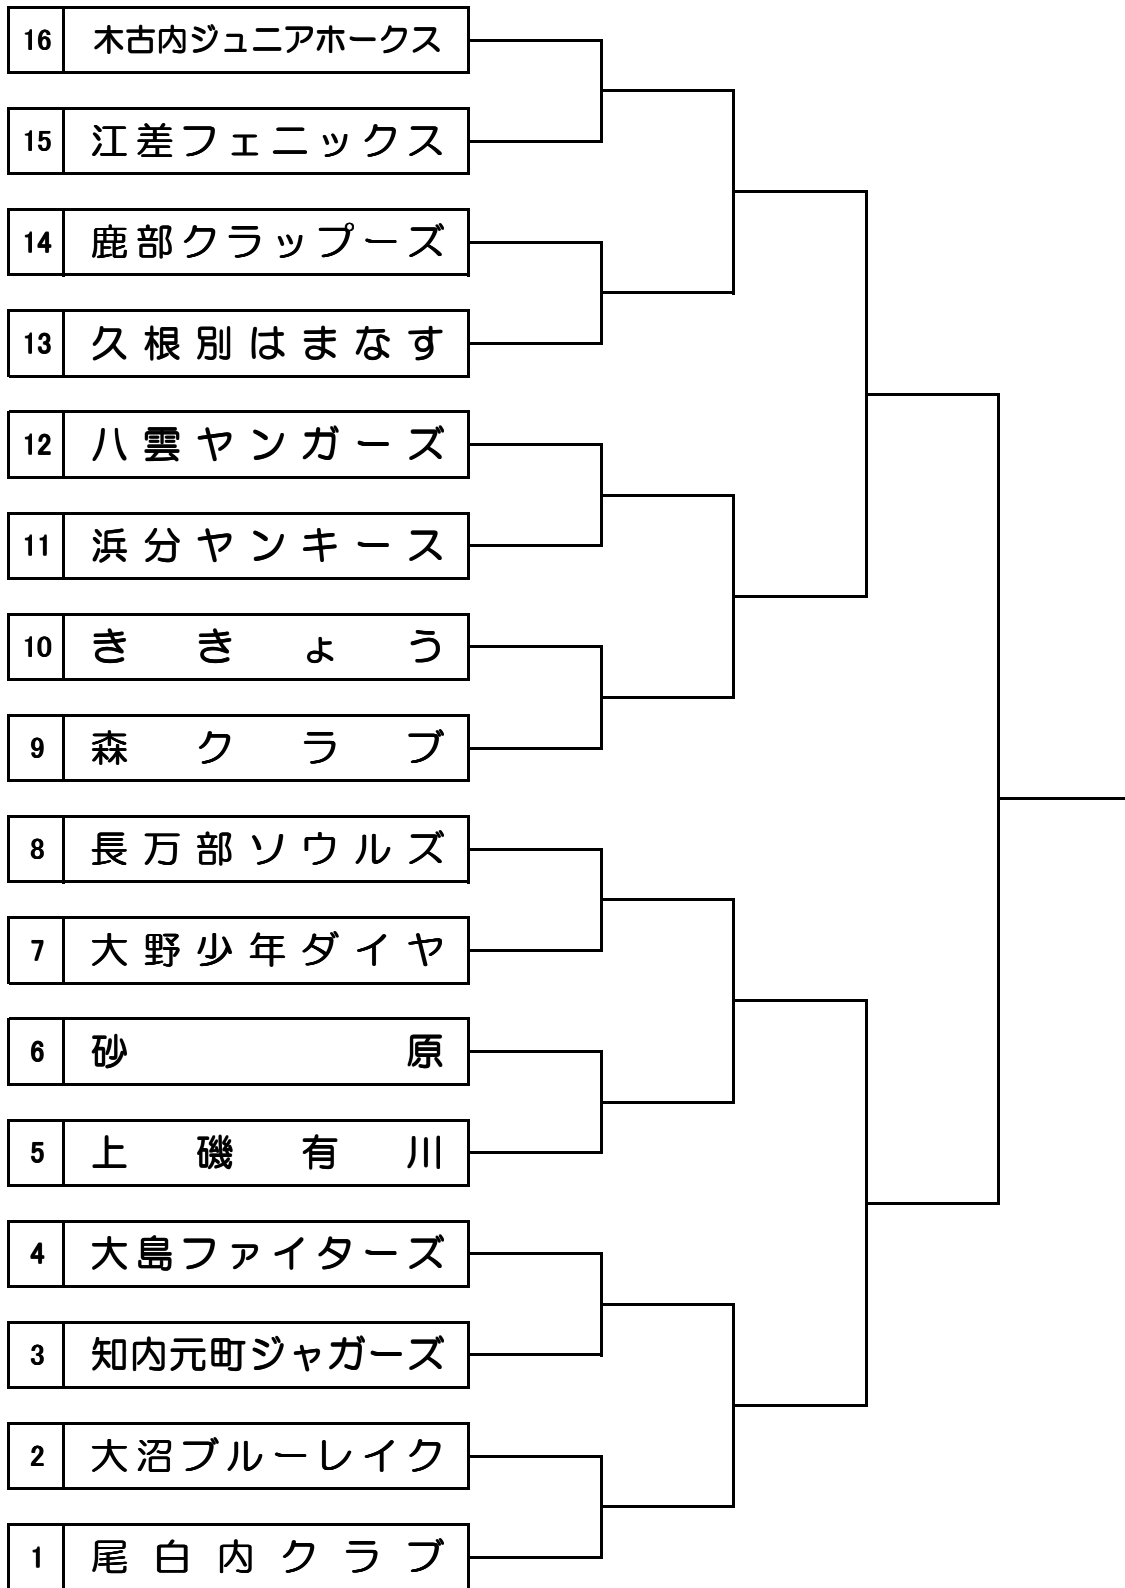 16 木古内ジュニアホークス
15 江差フェニックス
14 鹿部クラップーズ
13 久根別はまなす
12 八雲ヤンガーズ
11 浜分ヤンキース
10 ききょう
9 森クラブ
8 長万部ソウルズ
7 大野少年ダイヤ
6 砂原
5 上磯有川
4 大島ファイターズ
3 知内元町ジャガーズ
2 大沼ブルーレイク
1 尾白内クラブ